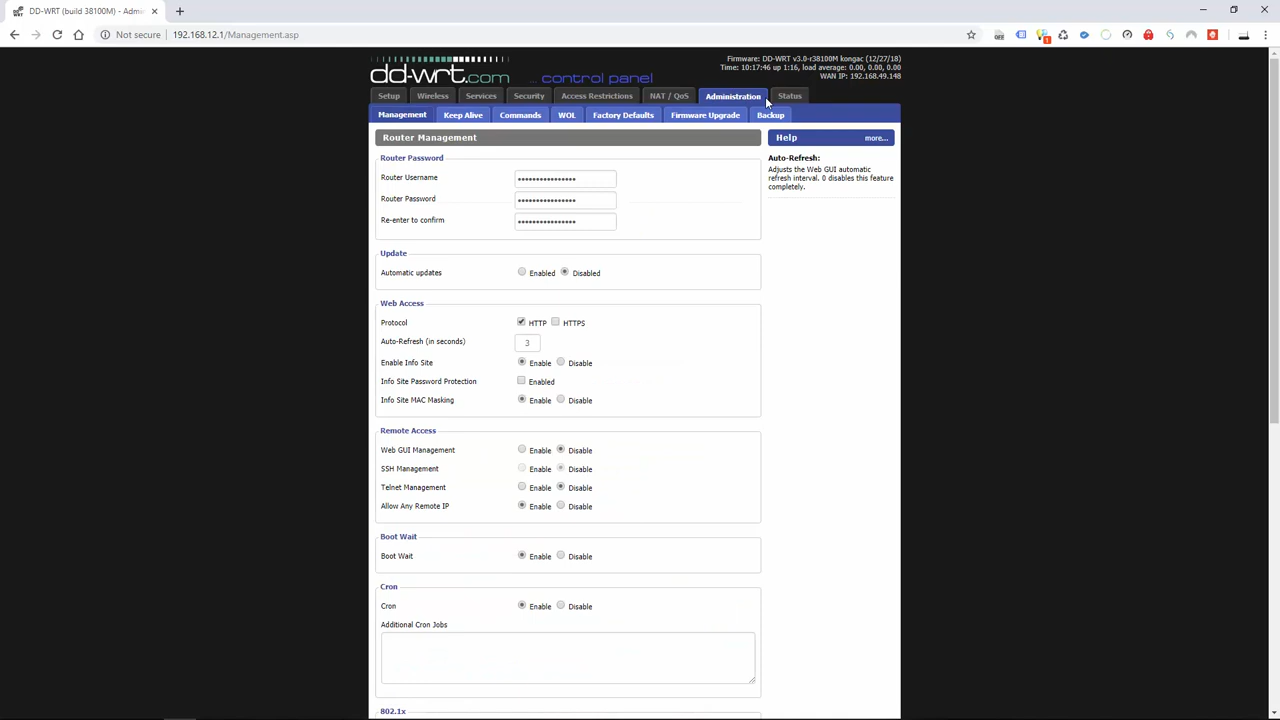 DD-WRT (build 38100M) - Admi
Not secure | 192.168.12.1/Management.asp
Firmware: DD-WRT v3.0-r38100M kongac (12/27/18)
Time: 10:17:46 up 1:16, load average: 0.00, 0.00, 0.00
WAN IP: 192.168.49.148
dd-wrt.com ... control panel
Setup Wireless Services Security Access Restrictions NAT / QoS Administration Status
Management Keep Alive Commands WOL Factory Defaults Firmware Upgrade Backup
Router Management
Help more...
Router Password
Router Username ••••••••••••••••
Router Password ••••••••••••••••
Re-enter to confirm ••••••••••••••••
Auto-Refresh:
Adjusts the Web GUI automatic
refresh interval. 0 disables this feature
completely.
Update
Automatic updates Enabled Disabled
Web Access
Protocol HTTP HTTPS
Auto-Refresh (in seconds) 3
Enable Info Site Enable Disable
Info Site Password Protection Enabled
Info Site MAC Masking Enable Disable
Remote Access
Web GUI Management Enable Disable
SSH Management Enable Disable
Telnet Management Enable Disable
Allow Any Remote IP Enable Disable
Boot Wait
Boot Wait Enable Disable
Cron
Cron Enable Disable
Additional Cron Jobs
802.1x